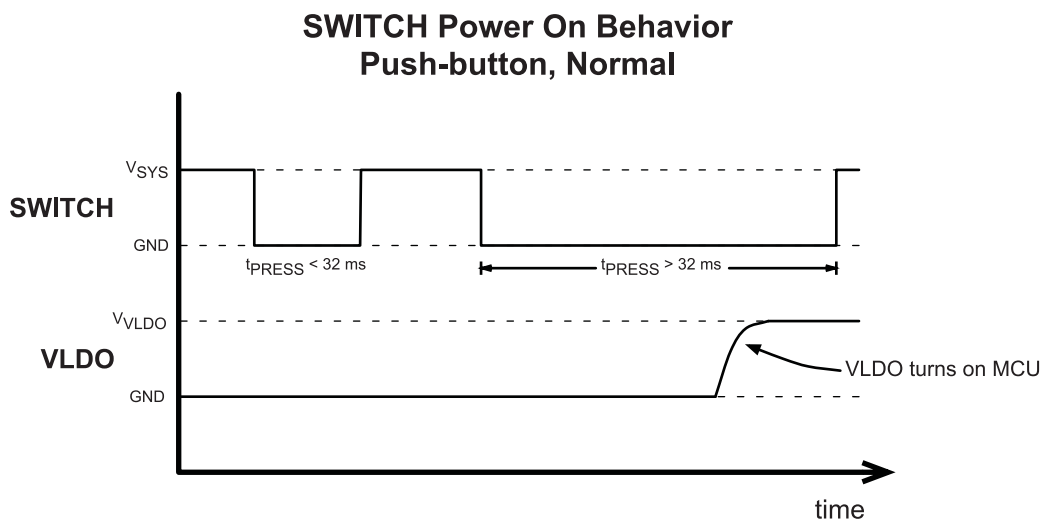 SWITCH Power On Behavior
Push-button, Normal
VSYS
SWITCH
GND
tPRESS < 32 ms
tPRESS > 32 ms
VVLDO
VLDO
VLDO turns on MCU
GND
time